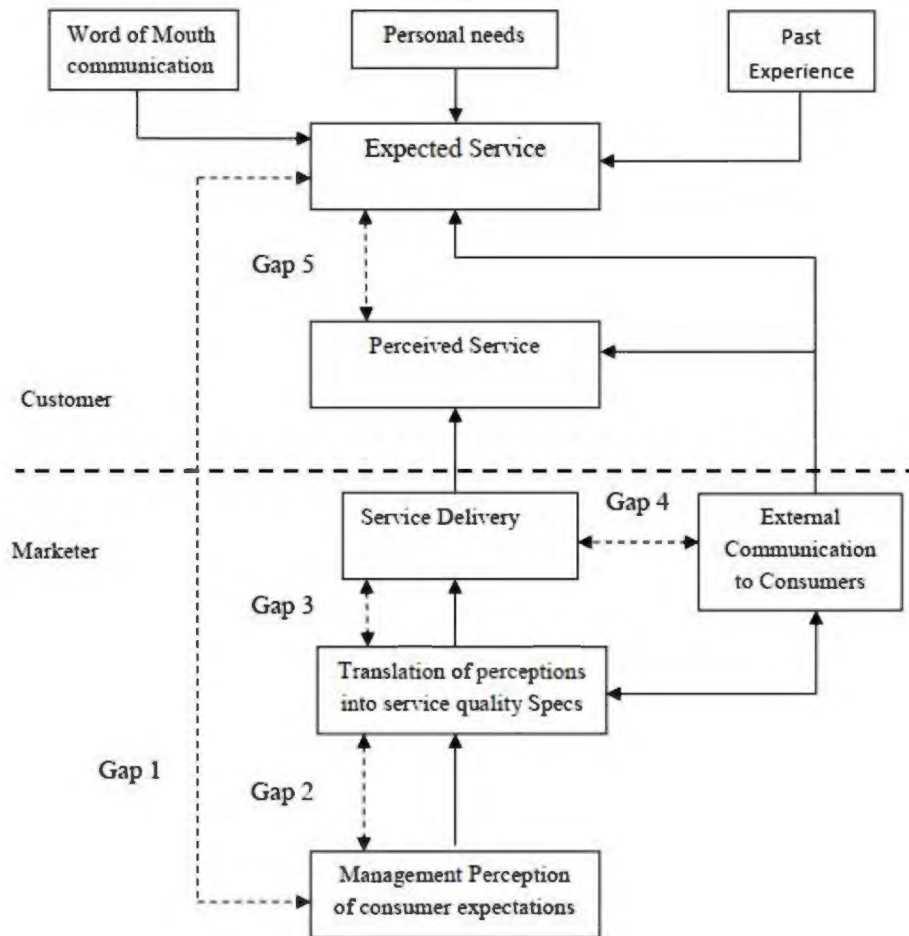 Word of Mouth
communication
Personal needs
Past
Experience
Expected Service
Gap 5
Perceived Service
Customer
Service Delivery
Gap 4
External
Communication
to Consumers
Marketer
Gap 3
Translation of perceptions
into service quality Specs
Gap 1
Gap 2
Management Perception
of consumer expectations